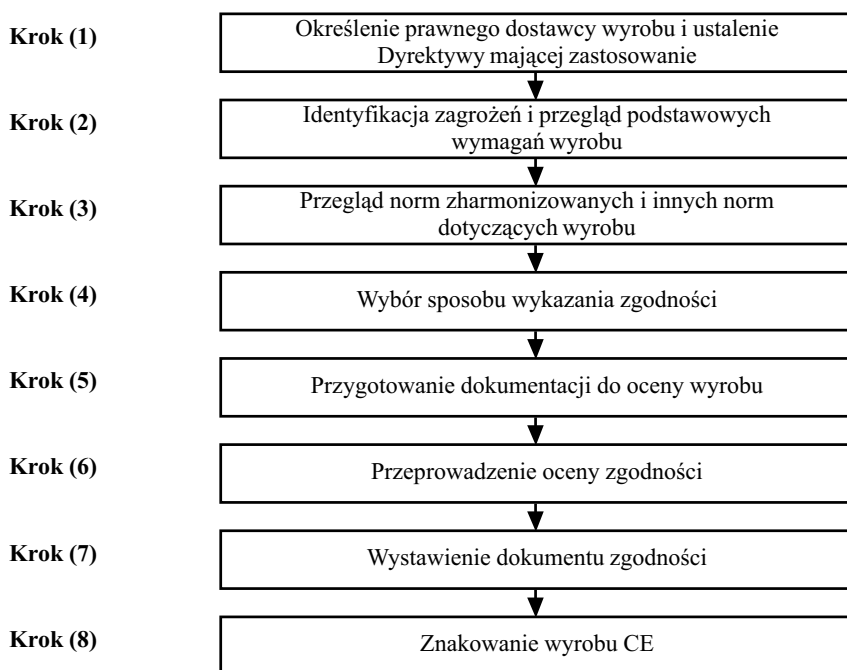 Krok (1)
Określenie prawnego dostawcy wyrobu i ustalenie
Dyrektywy mającej zastosowanie
Krok (2)
Identyfikacja zagrożeń i przegląd podstawowych
wymagań wyrobu
Krok (3)
Przegląd norm zharmonizowanych i innych norm
dotyczących wyrobu
Krok (4)
Wybór sposobu wykazania zgodności
Krok (5)
Przygotowanie dokumentacji do oceny wyrobu
Krok (6)
Przeprowadzenie oceny zgodności
Krok (7)
Wystawienie dokumentu zgodności
Krok (8)
Znakowanie wyrobu CE